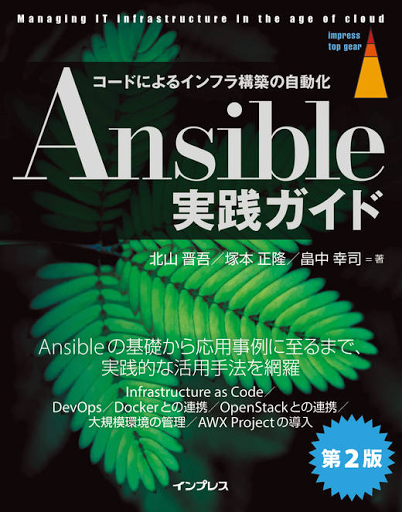 Managing IT infrastructure in the age of cloud
impress
top gear
コードによるインフラ構築の自動化
Ansible
実践ガイド
北山 晋吾／塚本 正隆／畠中 幸司=著
Ansibleの基礎から応用事例に至るまで、
実践的な活用手法を網羅
Infrastructure as Code／
DevOps／Dockerとの連携／OpenStackとの連携／
大規模環境の管理／AWX Projectの導入
第2版
インプレス